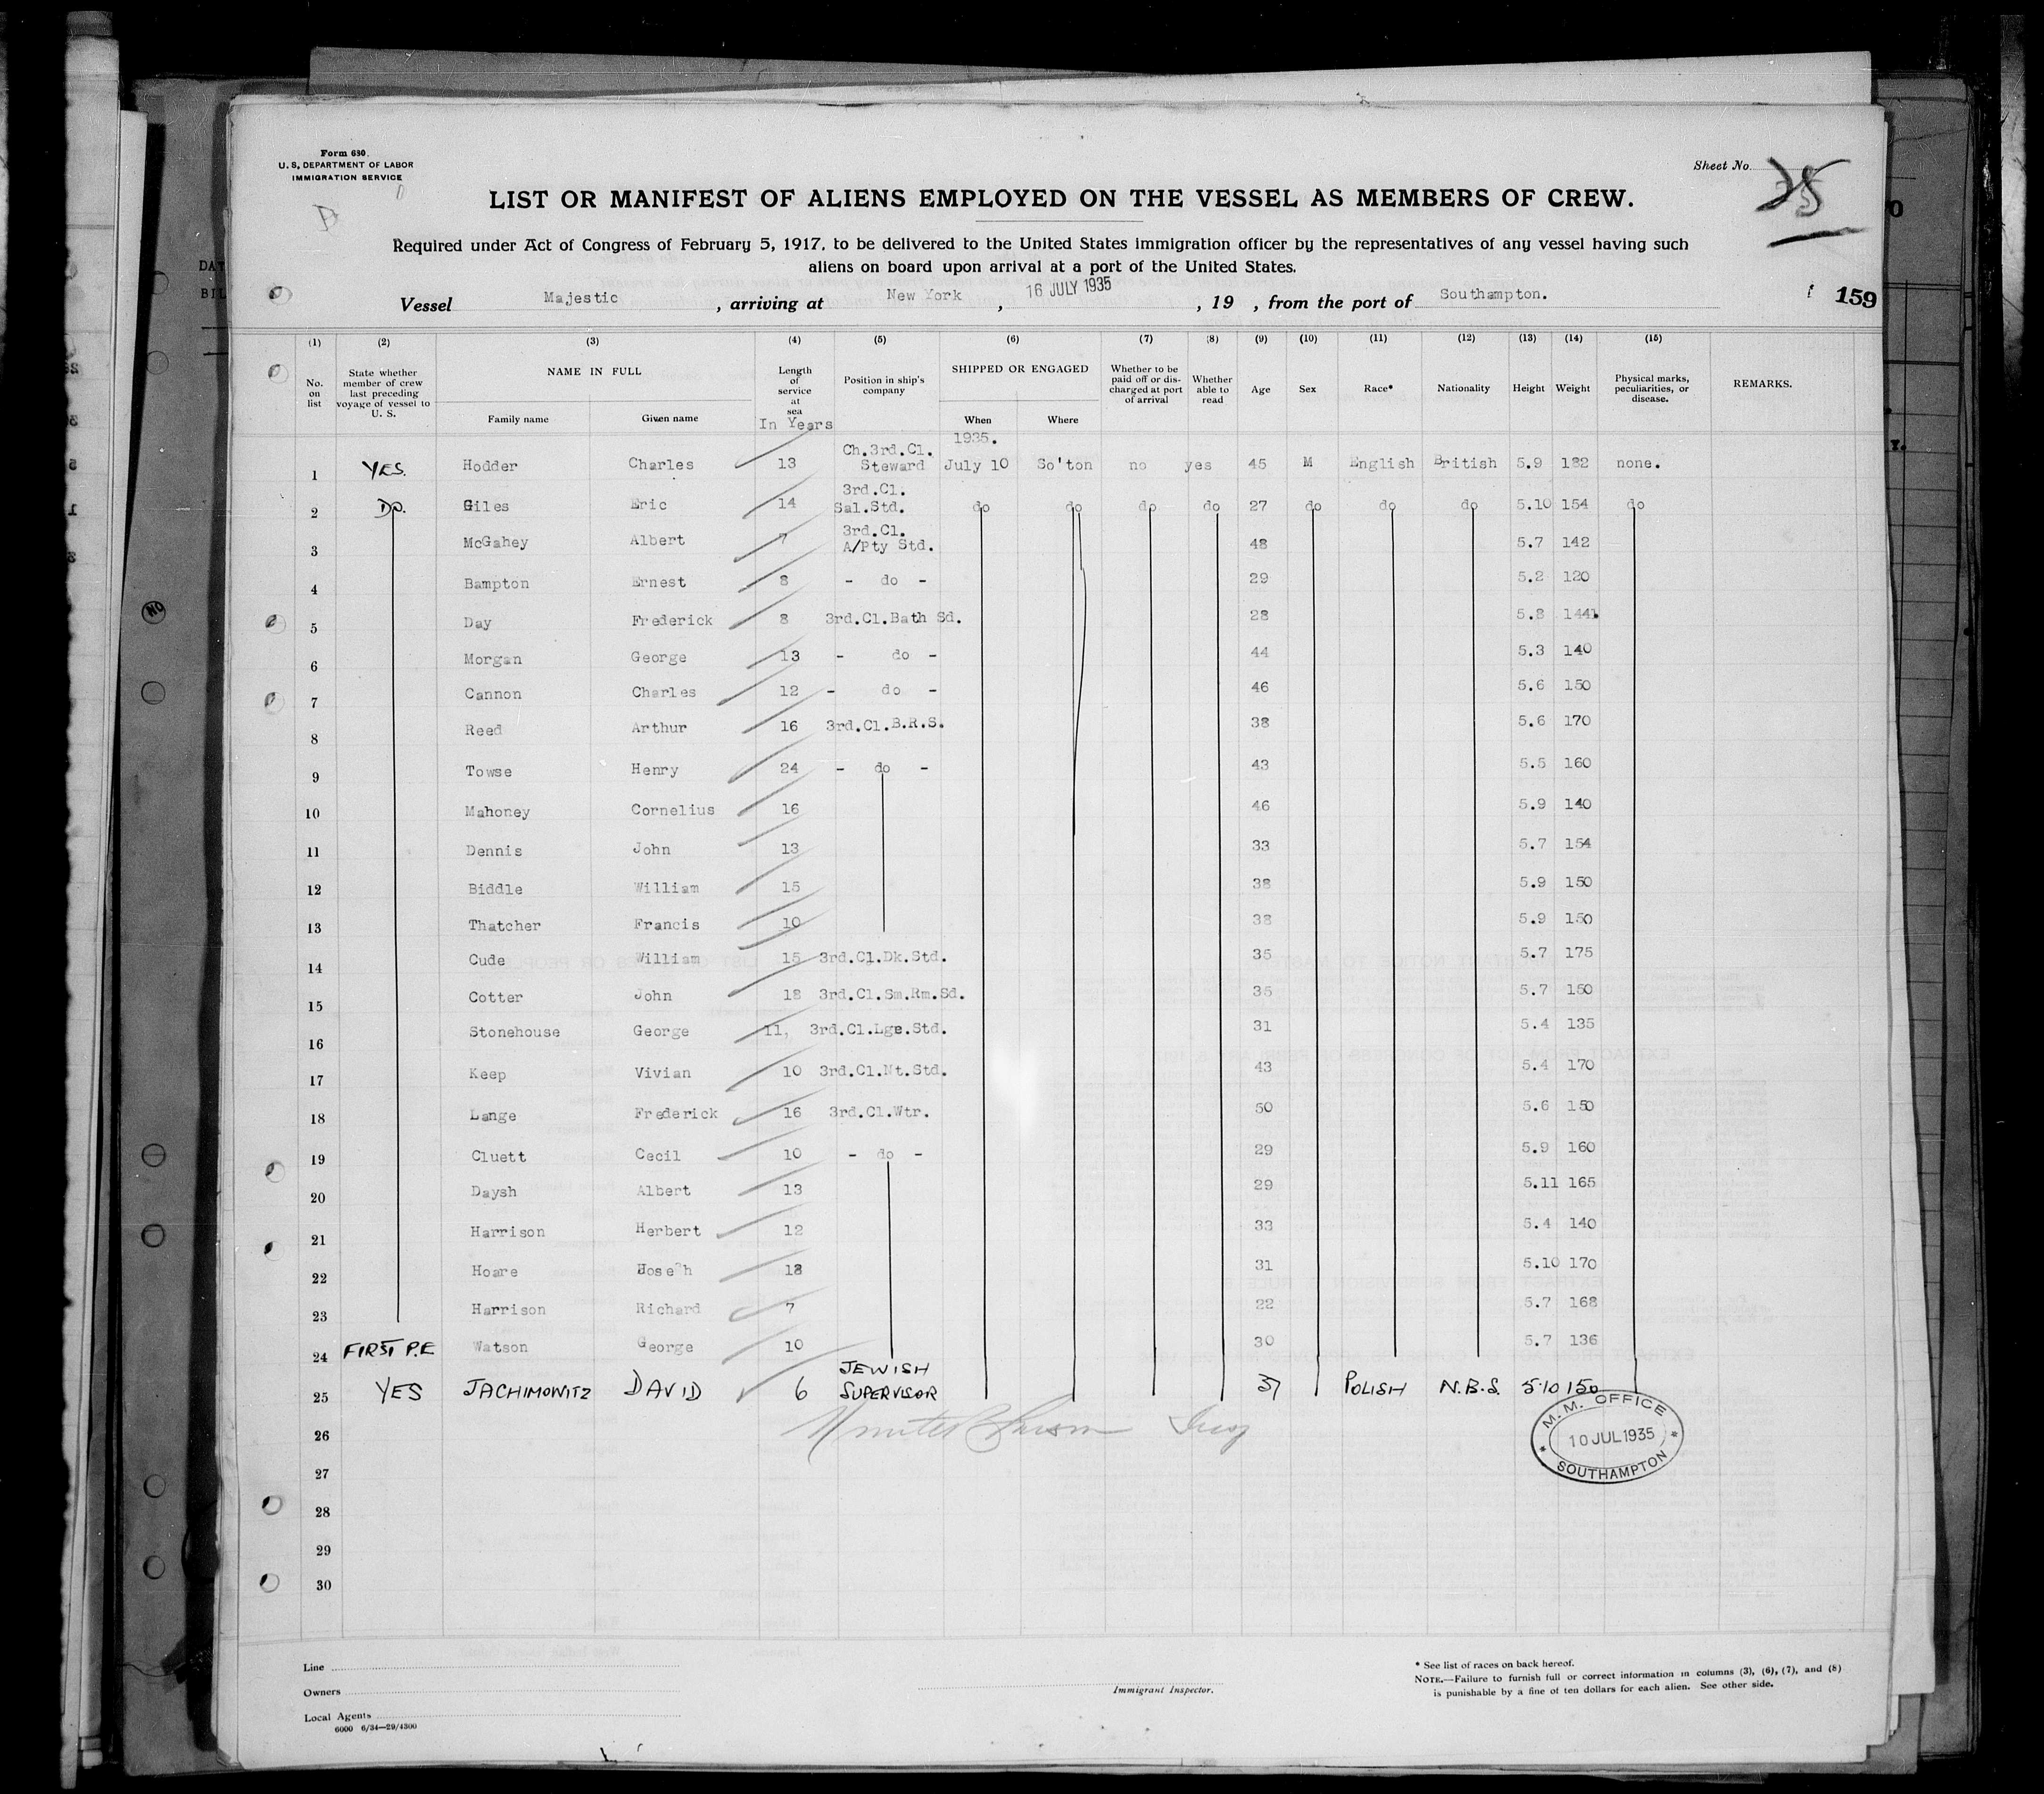 Form 680.
U. S. DEPARTMENT OF LABOR
IMMIGRATION SERVICE
Sheet No.
LIST OR MANIFEST OF ALIENS EMPLOYED ON THE VESSEL AS MEMBERS OF CREW.
Required under Act of Congress of February 5, 1917, to be delivered to the United States immigration officer by the representatives of any vessel having such
aliens on board upon arrival at a port of the United States.
Vessel Majestic, arriving at New York, 16 JULY 1935, 19 , from the port of Southampton. 159
(1) (2) (3) (4) (5) (6) (7) (8) (9) (10) (11) (12) (13) (14) (15)
No. on list
State whether member of crew last preceding voyage of vessel to U. S.
NAME IN FULL
Family name Given name
Length of service at sea In Years
Position in ship's company
SHIPPED OR ENGAGED
When Where
Whether to be paid off or discharged at port of arrival
Whether able to read
Age Sex Race* Nationality Height Weight
Physical marks, peculiarities, or disease.
REMARKS.
1935.
1 YES. Hodder Charles 13 Ch.3rd.Cl. Steward July 10 So'ton no yes 45 M English British 5.9 182 none.
2 DO. Giles Eric 14 3rd.Cl. Sal.Std. do do do do 27 do do do 5.10 154 do
3 McGahey Albert 7 3rd.Cl. A/Pty Std. 48 5.7 142
4 Bampton Ernest 8 - do - 29 5.2 120
5 Day Frederick 8 3rd.Cl.Bath Sd. 28 5.8 144
6 Morgan George 13 - do - 44 5.3 140
7 Cannon Charles 12 - do - 46 5.6 150
8 Reed Arthur 16 3rd.Cl.B.R.S. 38 5.6 170
9 Towse Henry 24 - do - 43 5.5 160
10 Mahoney Cornelius 16 46 5.9 140
11 Dennis John 13 33 5.7 154
12 Biddle William 15 38 5.9 150
13 Thatcher Francis 10 38 5.9 150
14 Cude William 15 3rd.Cl.Dk.Std. 35 5.7 175
15 Cotter John 18 3rd.Cl.Sm.Rm.Sd. 35 5.7 150
16 Stonehouse George 11, 3rd.Cl.Lge.Std. 31 5.4 135
17 Keep Vivian 10 3rd.Cl.Nt.Std. 43 5.4 170
18 Lange Frederick 16 3rd.Cl.Wtr. 50 5.6 150
19 Cluett Cecil 10 - do - 29 5.9 160
20 Daysh Albert 13 29 5.11 165
21 Harrison Herbert 12 33 5.4 140
22 Hoare 18 31 5.10 170
23 Harrison Richard 7 22 5.7 168
24 FIRST P.E Watson George 10 30 5.7 136
25 YES JACHIMOWITZ DAVID 6 JEWISH SUPERVISOR 37 POLISH N.B.S. 5.10 150
26
27
28
29
30
M. M. OFFICE
10 JUL 1935
SOUTHAMPTON
Line
Owners
Local Agents
6000 6/34—29/4300
Immigrant Inspector.
* See list of races on back hereof.
NOTE.—Failure to furnish full or correct information in columns (3), (6), (7), and (8)
is punishable by a fine of ten dollars for each alien. See other side.